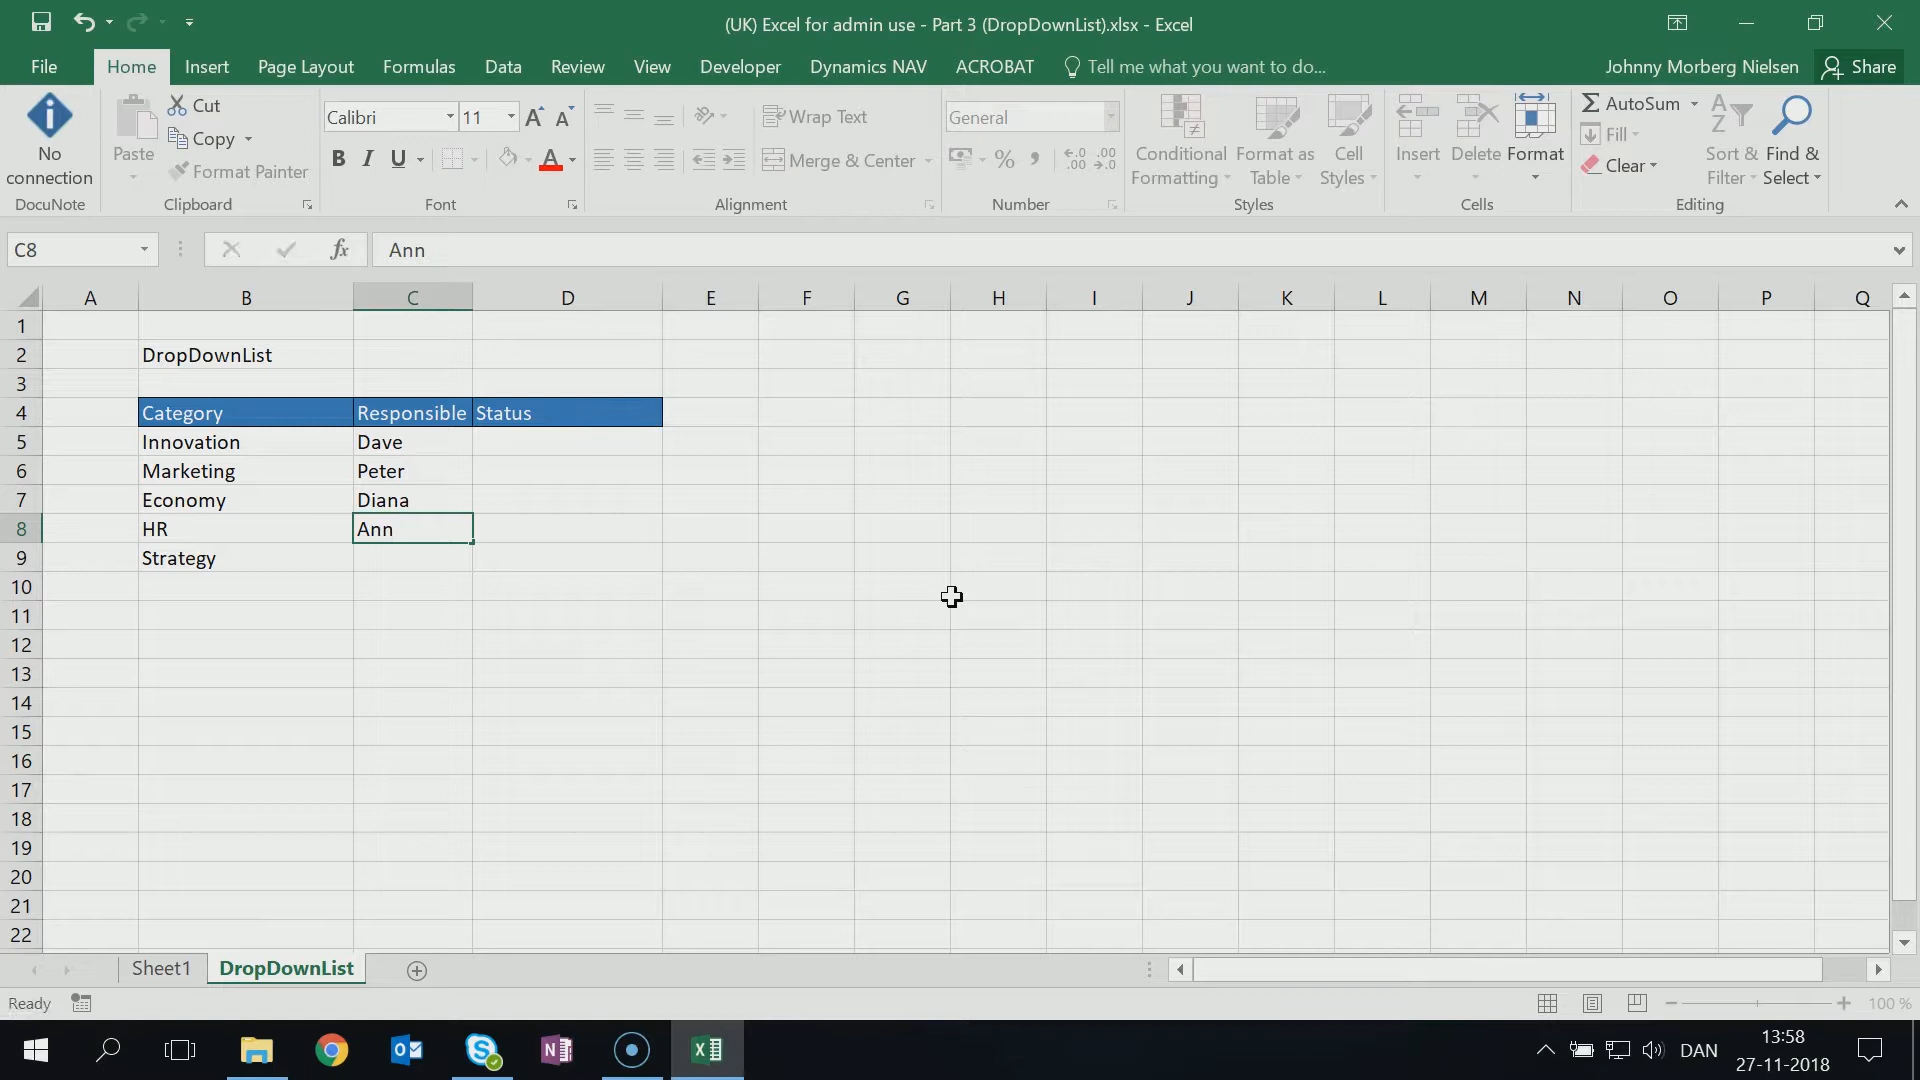 (UK) Excel for admin use - Part 3 (DropDownList).xlsx - Excel
File Home Insert Page Layout Formulas Data Review View Developer Dynamics NAV ACROBAT Tell me what you want to do... Johnny Morberg Nielsen Share
No connection
DocuNote
Paste
Cut
Copy
Format Painter
Clipboard
Calibri 11
B I U
Font
Wrap Text
Merge & Center
Alignment
General
%
Number
Conditional Formatting
Format as Table
Cell Styles
Styles
Insert
Delete
Format
Cells
AutoSum
Fill
Clear
Sort & Filter
Find & Select
Editing
C8 fx Ann
A B C D E F G H I J K L M N O P Q
1
2 DropDownList
3
4 Category Responsible Status
5 Innovation Dave
6 Marketing Peter
7 Economy Diana
8 HR Ann
9 Strategy
10
11
12
13
14
15
16
17
18
19
20
21
22
Sheet1 DropDownList
Ready 100 %
DAN 13:58
27-11-2018